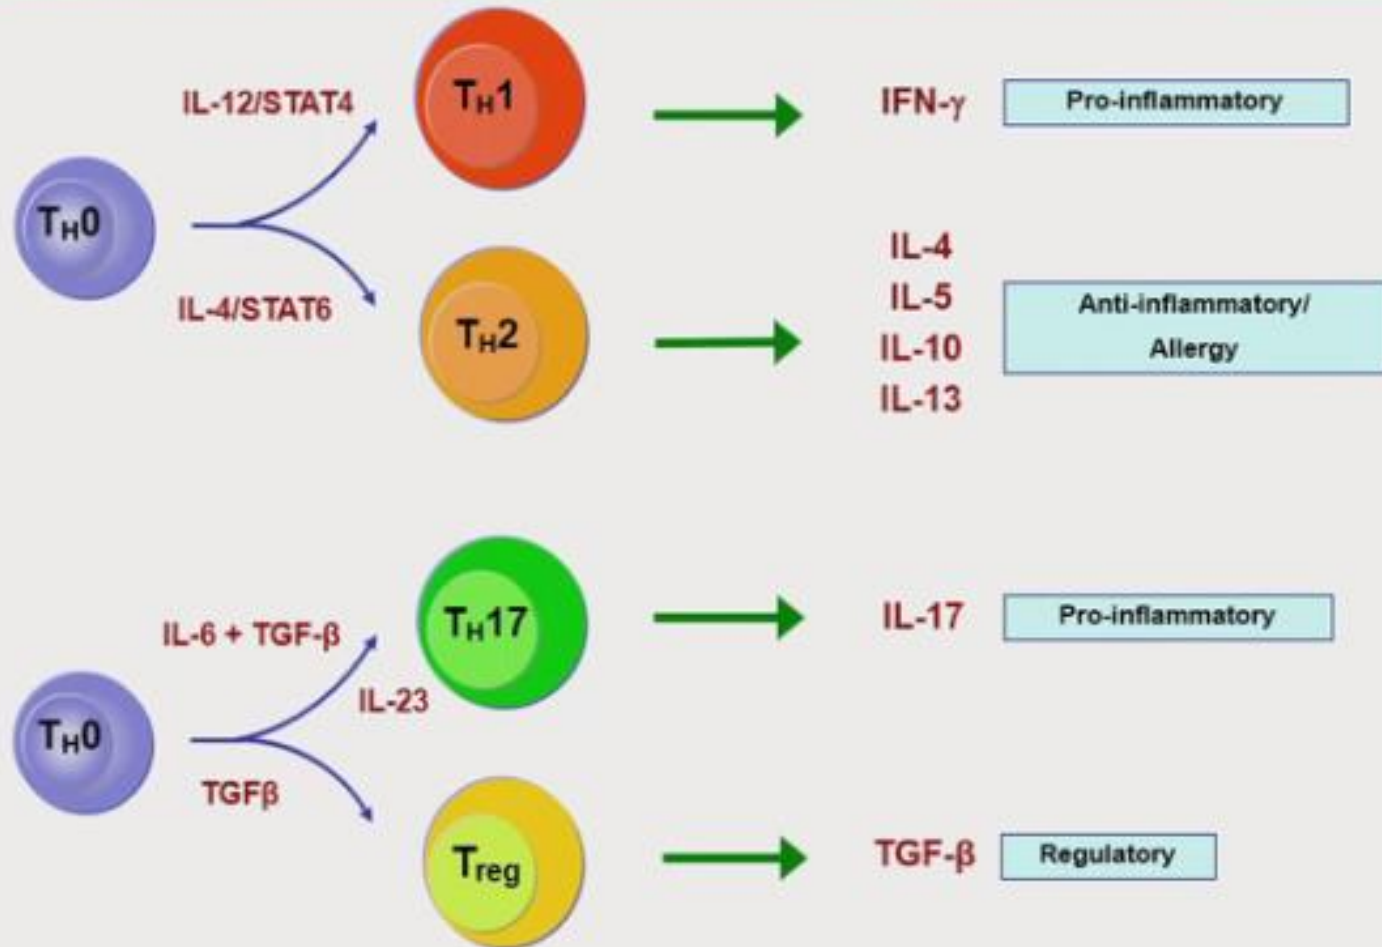 IL-12/STAT4
TH1
IFN-γ
Pro-inflammatory
TH0
IL-4/STAT6
TH2
IL-4
IL-5
IL-10
IL-13
Anti-inflammatory/
Allergy
IL-6 + TGF-β
TH17
IL-23
IL-17
Pro-inflammatory
TH0
TGFβ
Treg
TGF-β
Regulatory